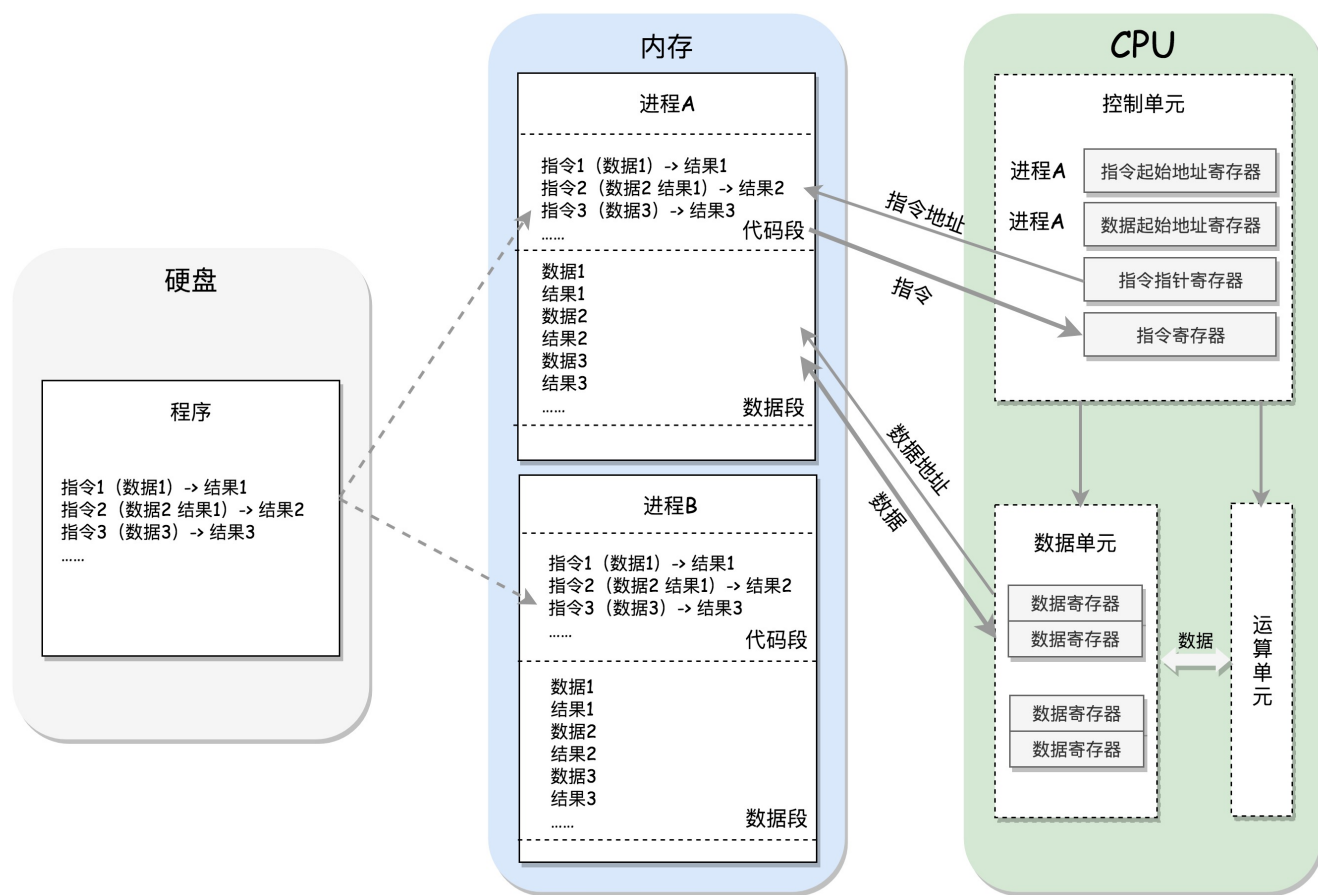 硬盘
程序
指令1（数据1）-> 结果1
指令2（数据2 结果1）-> 结果2
指令3（数据3）-> 结果3
......
内存
进程A
指令1（数据1）-> 结果1
指令2（数据2 结果1）-> 结果2
指令3（数据3）-> 结果3
......
代码段
数据1
结果1
数据2
结果2
数据3
结果3
......
数据段
进程B
指令1（数据1）-> 结果1
指令2（数据2 结果1）-> 结果2
指令3（数据3）-> 结果3
......
代码段
数据1
结果1
数据2
结果2
数据3
结果3
......
数据段
指令地址
指令
数据地址
数据
CPU
控制单元
进程A 指令起始地址寄存器
进程A 数据起始地址寄存器
指令指针寄存器
指令寄存器
数据单元
数据寄存器
数据寄存器
数据寄存器
数据寄存器
数据
运算单元